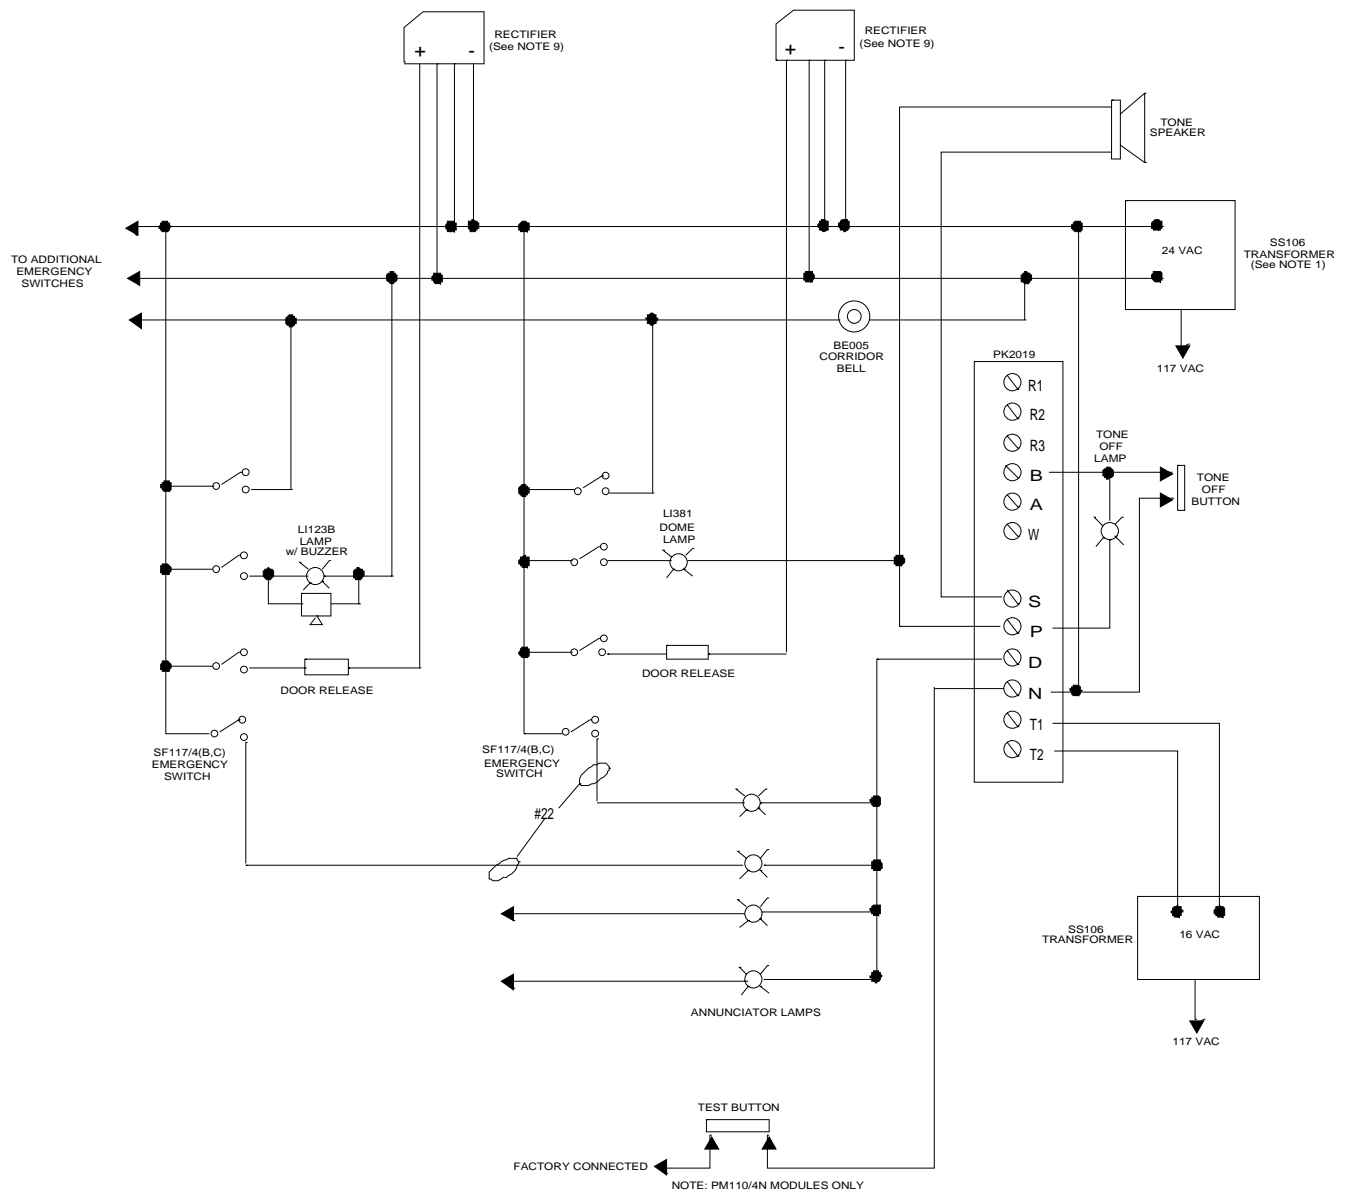 RECTIFIER
(See NOTE 9)
+ -
RECTIFIER
(See NOTE 9)
+ -
TONE
SPEAKER
24 VAC
SS106
TRANSFORMER
(See NOTE 1)
117 VAC
TO ADDITIONAL
EMERGENCY
SWITCHES
BE005
CORRIDOR
BELL
PK2019
R1
R2
R3
B
A
W
S
P
D
N
T1
T2
TONE
OFF
LAMP
TONE
OFF
BUTTON
LI123B
LAMP
w/ BUZZER
LI381
DOME
LAMP
DOOR RELEASE
DOOR RELEASE
SF117/4(B,C)
EMERGENCY
SWITCH
SF117/4(B,C)
EMERGENCY
SWITCH
#22
ANNUNCIATOR LAMPS
SS106
TRANSFORMER
16 VAC
117 VAC
TEST BUTTON
FACTORY CONNECTED
NOTE: PM110/4N MODULES ONLY